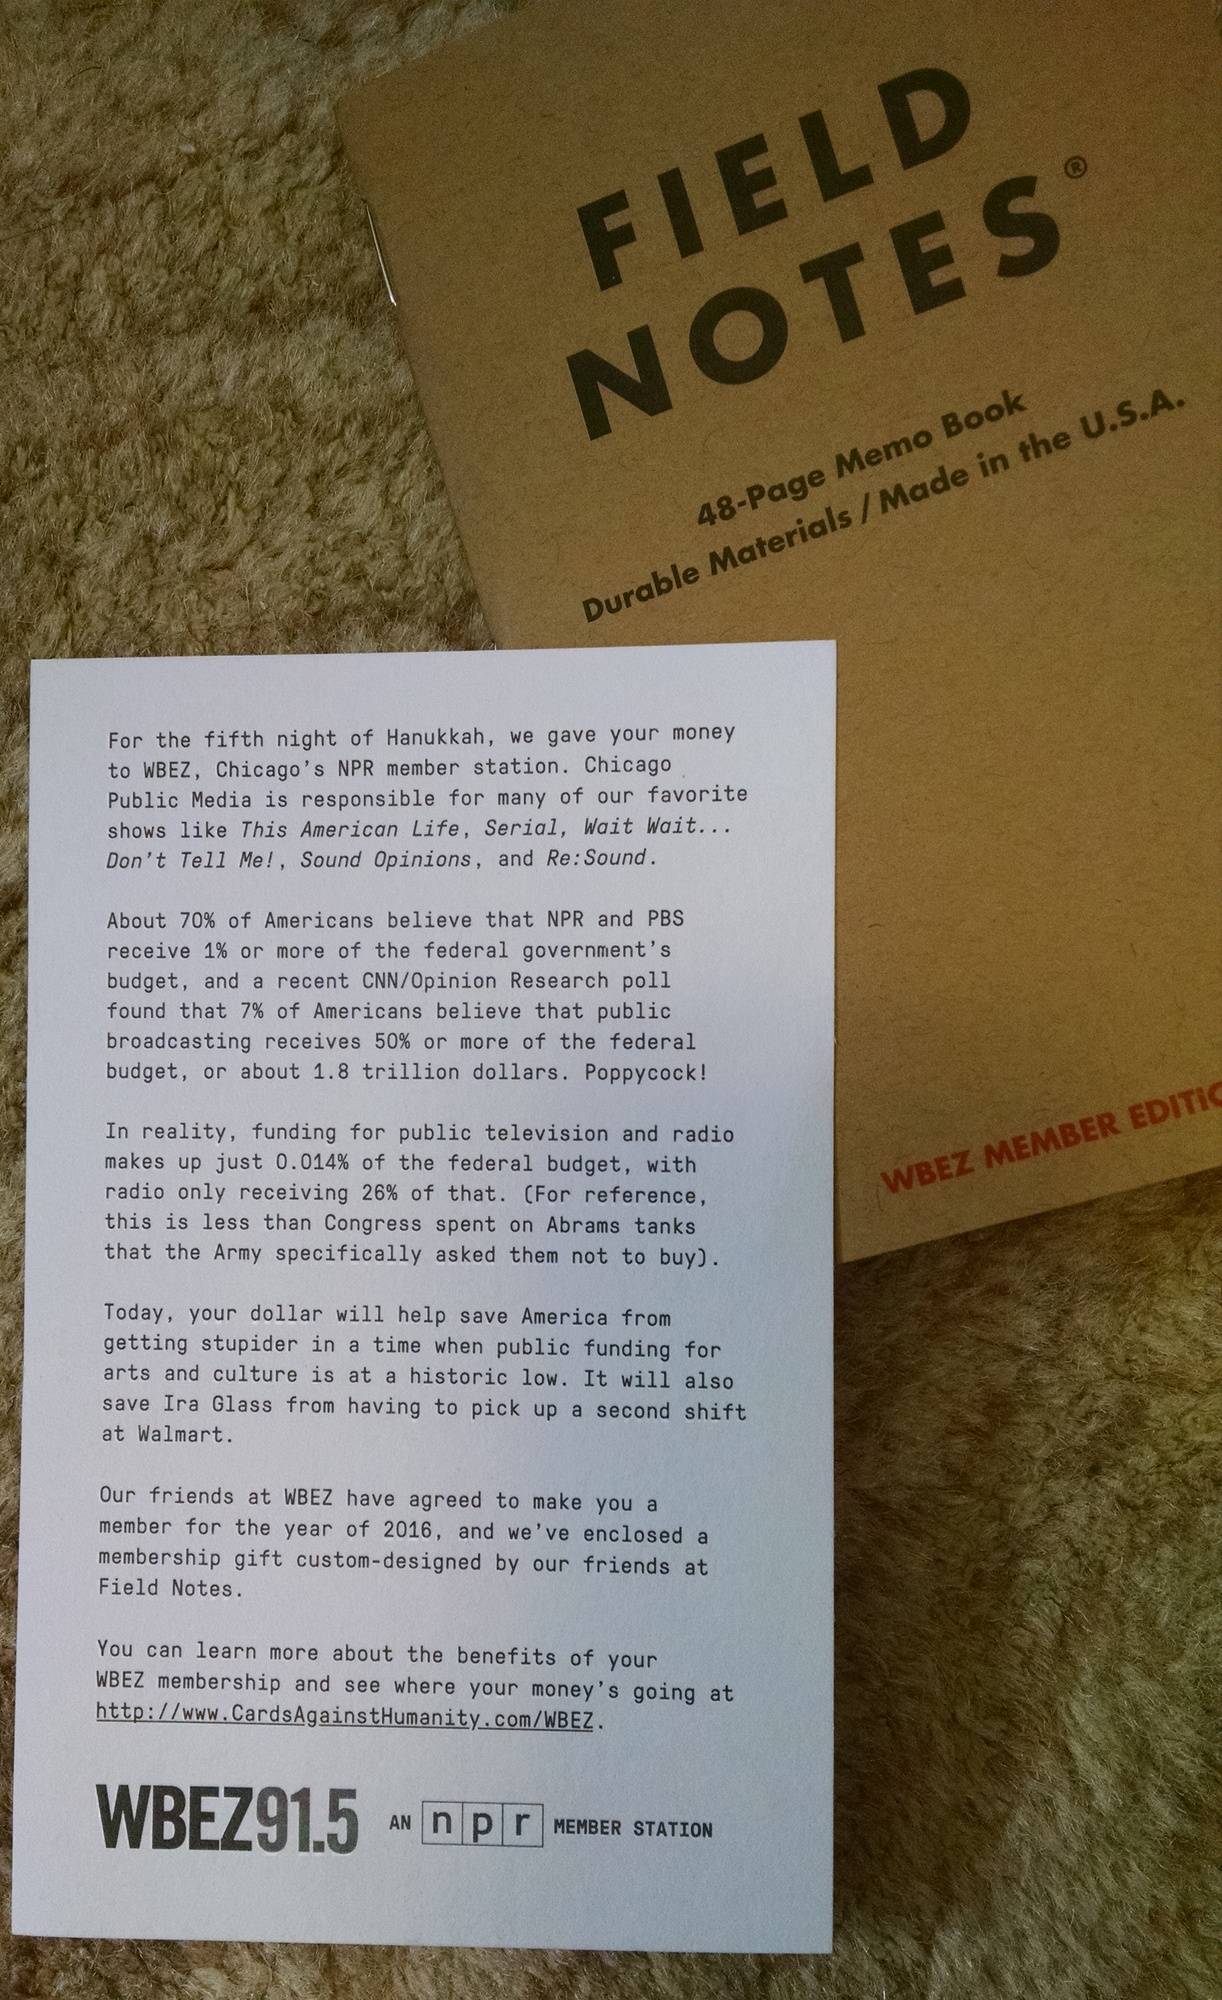 FIELD
NOTES®
48-Page Memo Book
Durable Materials / Made in the U.S.A.
WBEZ MEMBER EDITIO
For the fifth night of Hanukkah, we gave your money
to WBEZ, Chicago's NPR member station. Chicago
Public Media is responsible for many of our favorite
shows like This American Life, Serial, Wait Wait...
Don't Tell Me!, Sound Opinions, and Re:Sound.
About 70% of Americans believe that NPR and PBS
receive 1% or more of the federal government's
budget, and a recent CNN/Opinion Research poll
found that 7% of Americans believe that public
broadcasting receives 50% or more of the federal
budget, or about 1.8 trillion dollars. Poppycock!
In reality, funding for public television and radio
makes up just 0.014% of the federal budget, with
radio only receiving 26% of that. (For reference,
this is less than Congress spent on Abrams tanks
that the Army specifically asked them not to buy).
Today, your dollar will help save America from
getting stupider in a time when public funding for
arts and culture is at a historic low. It will also
save Ira Glass from having to pick up a second shift
at Walmart.
Our friends at WBEZ have agreed to make you a
member for the year of 2016, and we've enclosed a
membership gift custom-designed by our friends at
Field Notes.
You can learn more about the benefits of your
WBEZ membership and see where your money's going at
http://www.CardsAgainstHumanity.com/WBEZ.
WBEZ91.5 AN npr MEMBER STATION